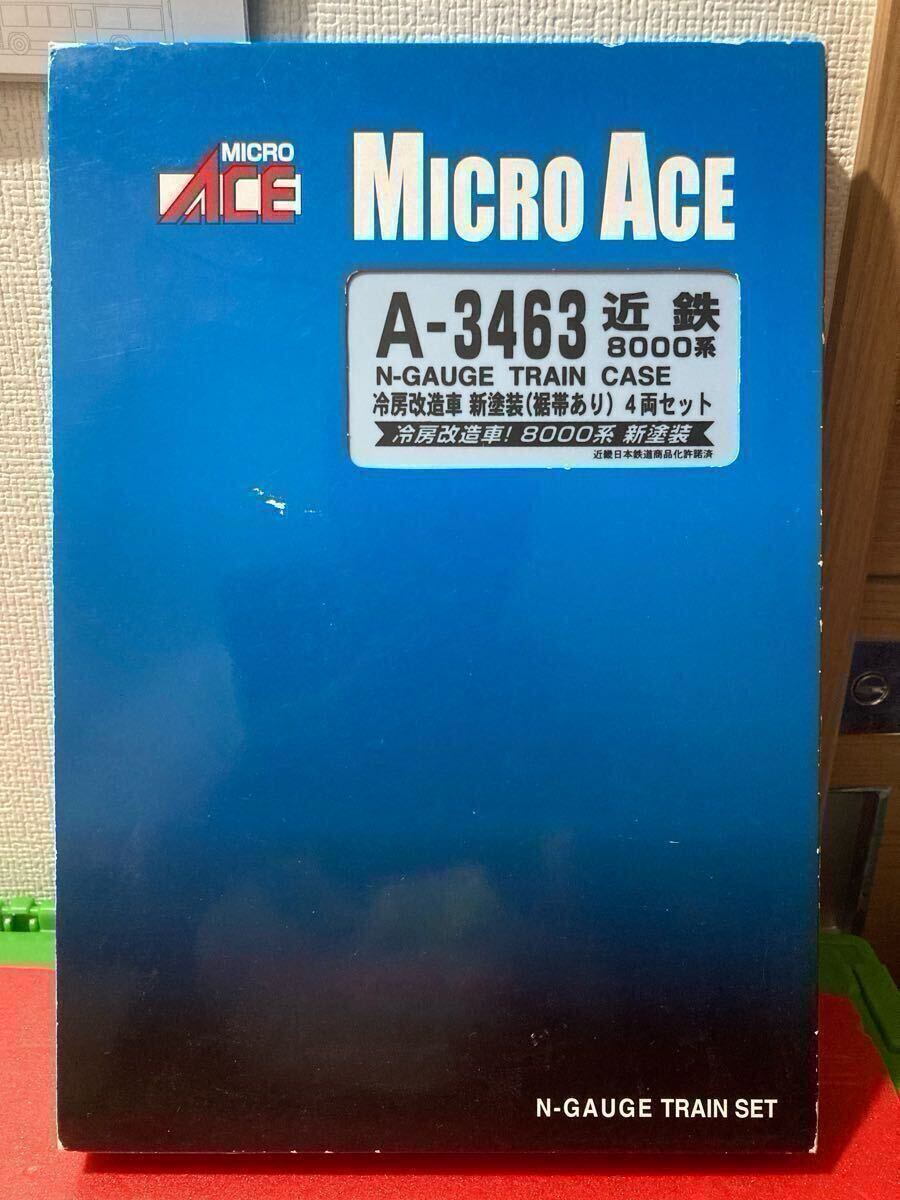 MICRO
ACE
MICRO ACE
A-3463 近鉄
8000系
N-GAUGE TRAIN CASE
冷房改造車 新塗装(裾帯あり) 4両セット
冷房改造車! 8000系 新塗装
近畿日本鉄道商品化許諾済
N-GAUGE TRAIN SET